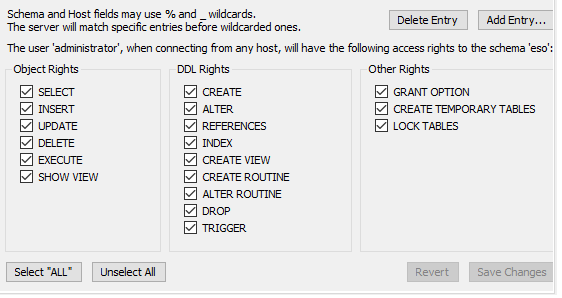 Schema and Host fields may use % and _ wildcards.
The server will match specific entries before wildcarded ones.
Delete Entry
Add Entry...
The user 'administrator', when connecting from any host, will have the following access rights to the schema 'eso':
Object Rights
SELECT
INSERT
UPDATE
DELETE
EXECUTE
SHOW VIEW
DDL Rights
CREATE
ALTER
REFERENCES
INDEX
CREATE VIEW
CREATE ROUTINE
ALTER ROUTINE
DROP
TRIGGER
Other Rights
GRANT OPTION
CREATE TEMPORARY TABLES
LOCK TABLES
Select "ALL"
Unselect All
Revert
Save Changes